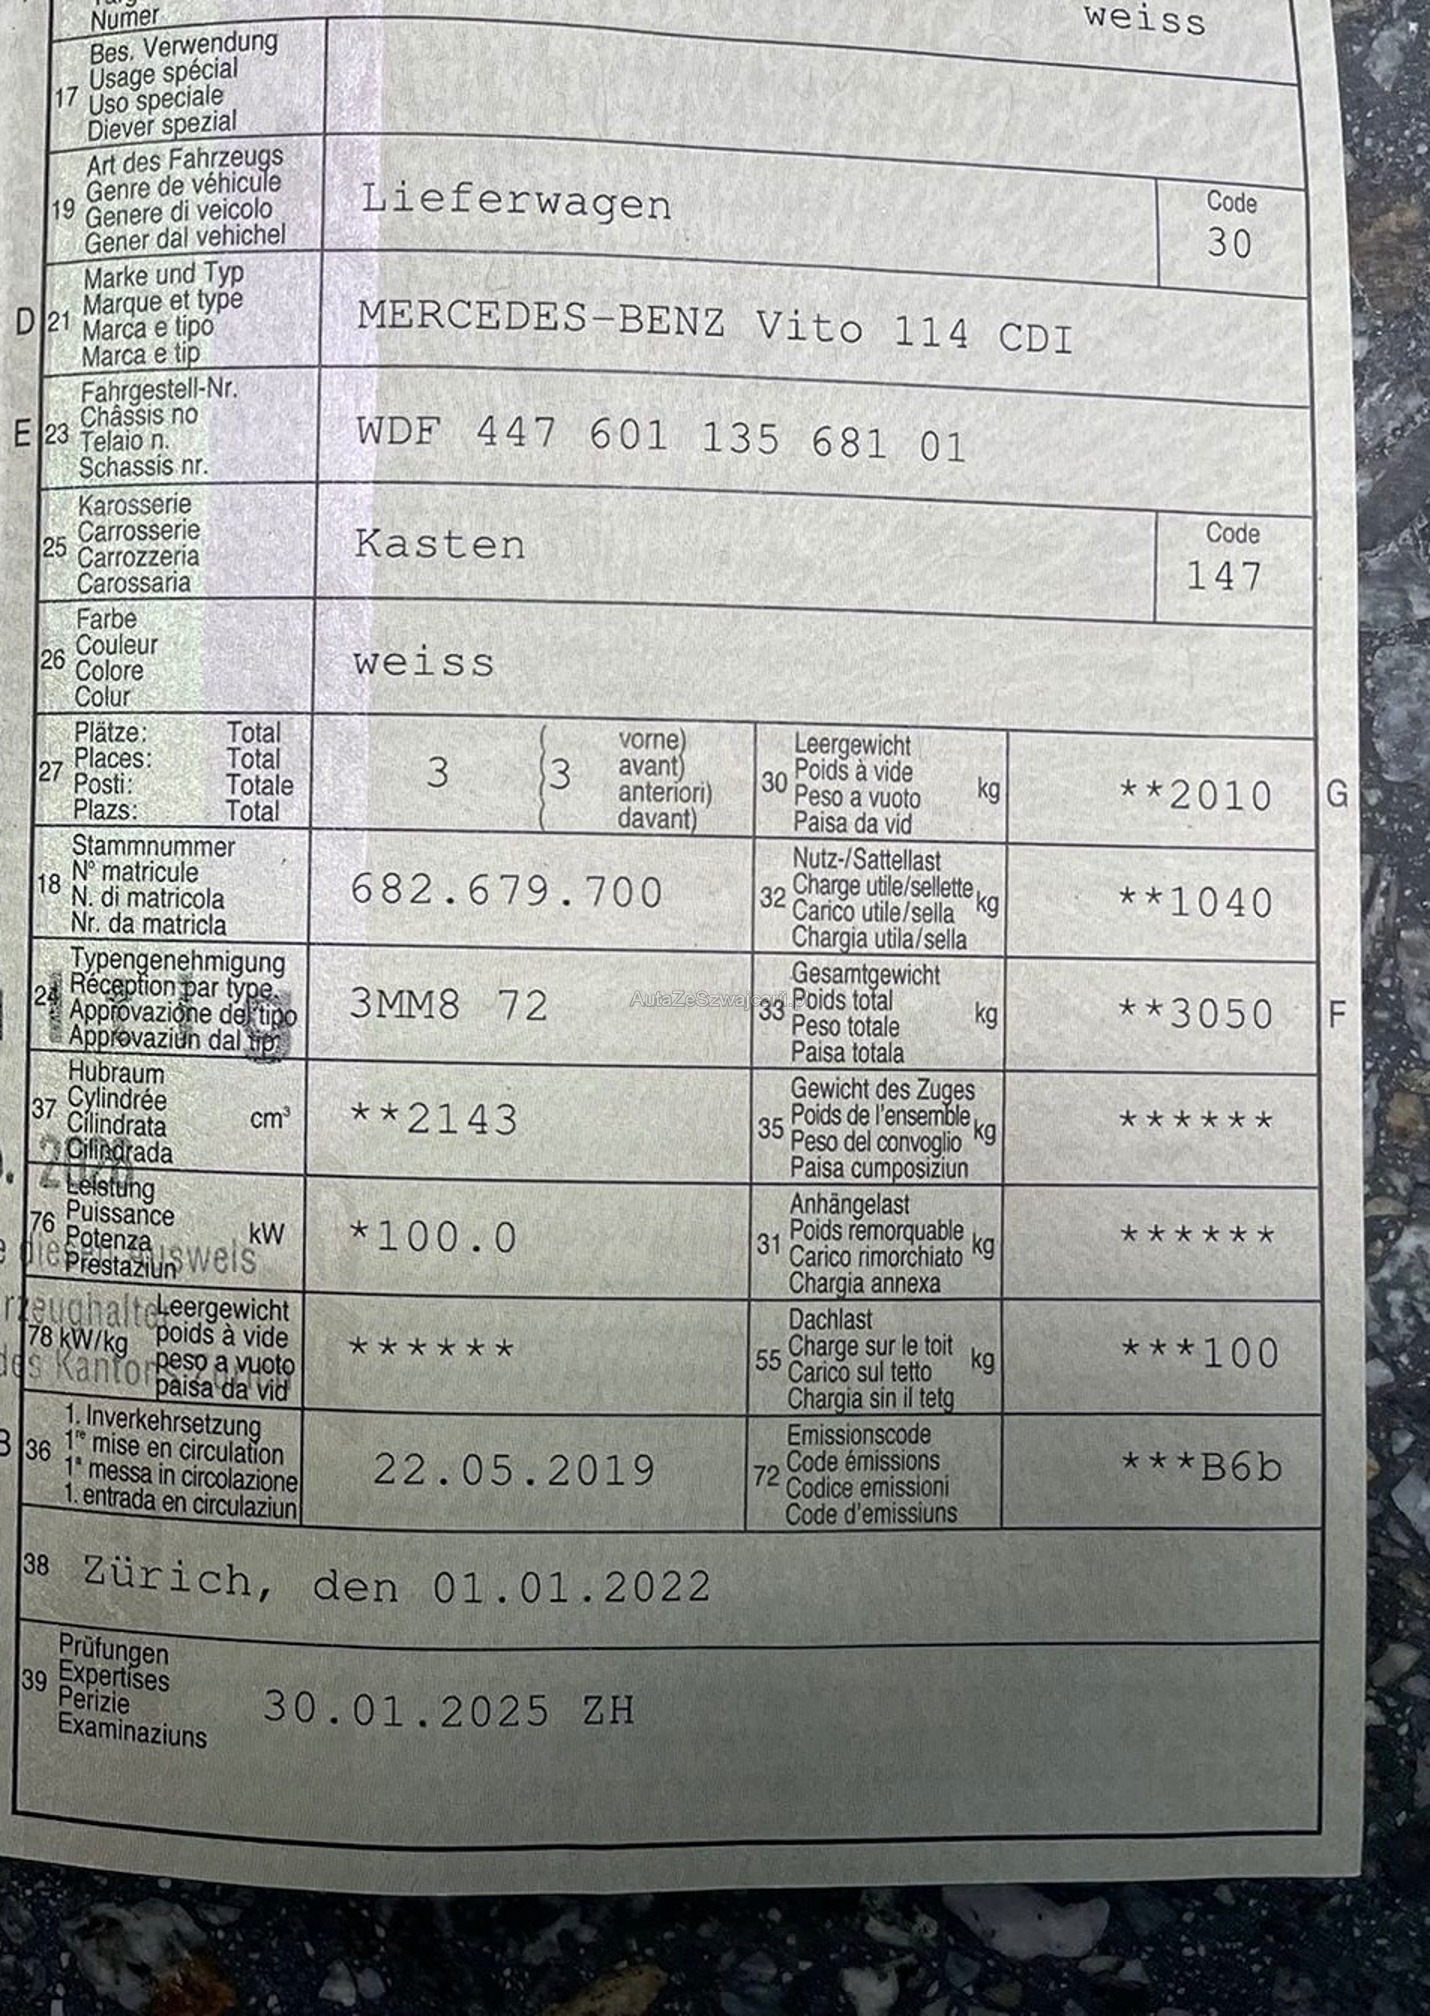 Numer
weiss
Bes. Verwendung
17 Usage spécial
Uso speciale
Diever spezial
Art des Fahrzeugs
19 Genre de véhicule
Genere di veicolo
Gener dal vehichel
Lieferwagen
Code
30
Marke und Typ
D 21 Marque et type
Marca e tipo
Marca e tip
MERCEDES-BENZ Vito 114 CDI
Fahrgestell-Nr.
E 23 Châssis no
Telaio n.
Schassis nr.
WDF 447 601 135 681 01
Karosserie
25 Carrosserie
Carrozzeria
Carossaria
Kasten
Code
147
Farbe
26 Couleur
Colore
Colur
weiss
Plätze: Total
27 Places: Total
Posti: Totale
Plazs: Total
3 (3 vorne)
avant)
anteriori)
davant)
Leergewicht
30 Poids à vide kg
Peso a vuoto
Paisa da vid
**2010 G
Stammnummer
18 N° matricule
N. di matricola
Nr. da matricla
682.679.700
Nutz-/Sattellast
32 Charge utile/sellette kg
Carico utile/sella
Chargia utila/sella
**1040
Typengenehmigung
Réception par type
Approvazione del tipo
Approvaziun dal tip
3MM8 72
Gesamtgewicht
33 Poids total kg
Peso totale
Paisa totala
**3050 F
Hubraum
37 Cylindrée cm³
Cilindrata
Cilindrada
**2143
Gewicht des Zuges
35 Poids de l'ensemble kg
Peso del convoglio
Paisa cumposiziun
******
Leistung
76 Puissance kW
Potenza
Prestaziun
*100.0
Anhängelast
31 Poids remorquable kg
Carico rimorchiato
Chargia annexa
******
Leergewicht
78 kW/kg poids à vide
peso a vuoto
paisa da vid
******
Dachlast
55 Charge sur le toit kg
Carico sul tetto
Chargia sin il tetg
***100
1. Inverkehrsetzung
B 36 1re mise en circulation
1a messa in circolazione
1. entrada en circulaziun
22.05.2019
Emissionscode
72 Code émissions
Codice emissioni
Code d'emissiuns
***B6b
38 Zürich, den 01.01.2022
Prüfungen
39 Expertises
Perizie
Examinaziuns
30.01.2025 ZH